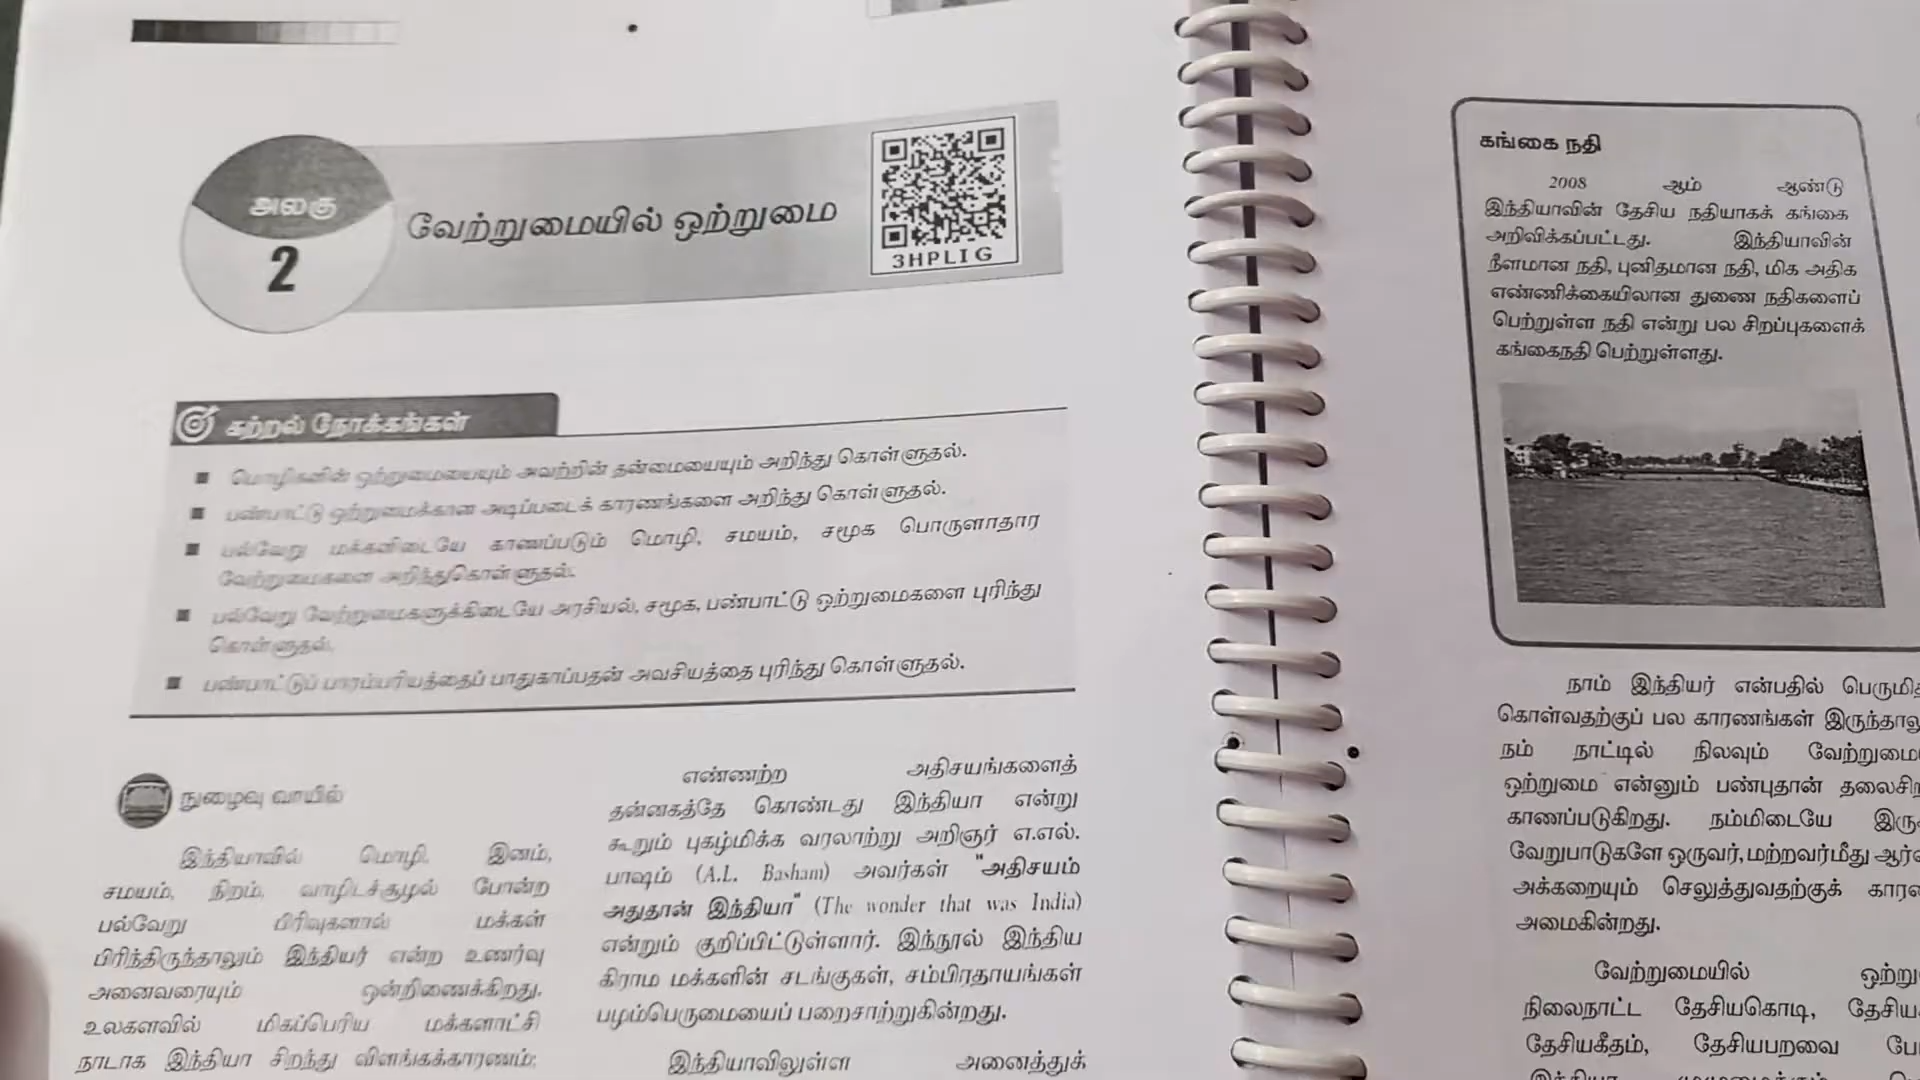 அலகு
2
வேற்றுமையில் ஒற்றுமை
3HPLIG
கற்றல் நோக்கங்கள்
மொழிகளின் ஒற்றுமையையும் அவற்றின் தன்மையையும் அறிந்து கொள்ளுதல்.
பண்பாட்டு ஒற்றுமைக்கான அடிப்படைக் காரணங்களை அறிந்து கொள்ளுதல்.
பல்வேறு மக்களிடையே காணப்படும் மொழி, சமயம், சமூக பொருளாதார
வேற்றுமைகளை அறிந்துகொள்ளுதல்.
பல்வேறு வேற்றுமைகளுக்கிடையே அரசியல், சமூக, பண்பாட்டு ஒற்றுமைகளை புரிந்து
கொள்ளுதல்.
பண்பாட்டுப் பாரம்பரியத்தைப் பாதுகாப்பதன் அவசியத்தை புரிந்து கொள்ளுதல்.
நுழைவு வாயில்
இந்தியாவில் மொழி, இனம்,
சமயம், நிறம், வாழிடச்சூழல் போன்ற
பல்வேறு பிரிவுகளால் மக்கள்
பிரிந்திருந்தாலும் இந்தியர் என்ற உணர்வு
அனைவரையும் ஒன்றிணைக்கிறது.
உலகளவில் மிகப்பெரிய மக்களாட்சி
நாடாக இந்தியா சிறந்து விளங்கக்காரணம்;
எண்ணற்ற அதிசயங்களைத்
தன்னகத்தே கொண்டது இந்தியா என்று
கூறும் புகழ்மிக்க வரலாற்று அறிஞர் எ.எல்.
பாஷம் (A.L. Basham) அவர்கள் "அதிசயம்
அதுதான் இந்தியா" (The wonder that was India)
என்றும் குறிப்பிட்டுள்ளார். இந்நூல் இந்திய
கிராம மக்களின் சடங்குகள், சம்பிரதாயங்கள்
பழம்பெருமையைப் பறைசாற்றுகின்றது.
இந்தியாவிலுள்ள அனைத்துக்
கங்கை நதி
2008 ஆம் ஆண்டு
இந்தியாவின் தேசிய நதியாகக் கங்கை
அறிவிக்கப்பட்டது. இந்தியாவின்
நீளமான நதி, புனிதமான நதி, மிக அதிக
எண்ணிக்கையிலான துணை நதிகளைப்
பெற்றுள்ள நதி என்று பல சிறப்புகளைக்
கங்கைநதி பெற்றுள்ளது.
நாம் இந்தியர் என்பதில்
கொள்வதற்குப் பல காரணங்கள்
நம் நாட்டில் நிலவும்
ஒற்றுமை என்னும் பண்புதான்
காணப்படுகிறது. நம்மிடையே
வேறுபாடுகளே ஒருவர், மற்றவர்மீது
அக்கறையும் செலுத்துவதற்குக்
அமைகின்றது.
வேற்றுமையில்
நிலைநாட்ட தேசியகொடி,
தேசியகீதம், தேசியபறவை